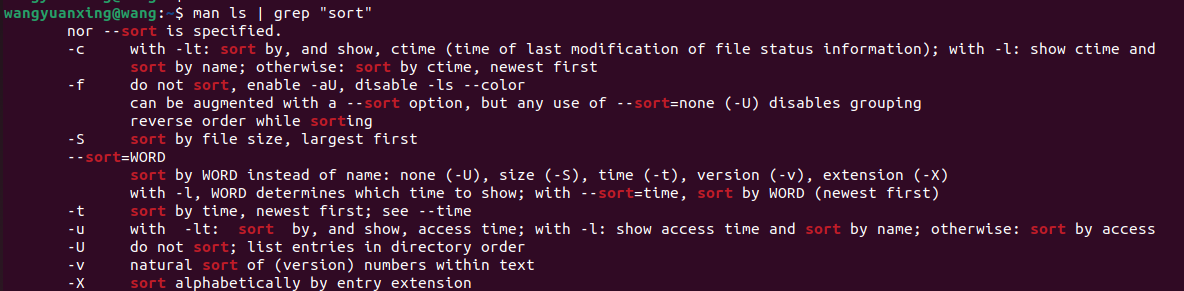 wangyuanxing@wang:~$ man ls | grep "sort"
nor --sort is specified.
-c with -lt: sort by, and show, ctime (time of last modification of file status information); with -l: show ctime and
sort by name; otherwise: sort by ctime, newest first
-f do not sort, enable -aU, disable -ls --color
can be augmented with a --sort option, but any use of --sort=none (-U) disables grouping
reverse order while sorting
-S sort by file size, largest first
--sort=WORD
sort by WORD instead of name: none (-U), size (-S), time (-t), version (-v), extension (-X)
with -l, WORD determines which time to show; with --sort=time, sort by WORD (newest first)
-t sort by time, newest first; see --time
-u with -lt: sort by, and show, access time; with -l: show access time and sort by name; otherwise: sort by access
-U do not sort; list entries in directory order
-v natural sort of (version) numbers within text
-X sort alphabetically by entry extension